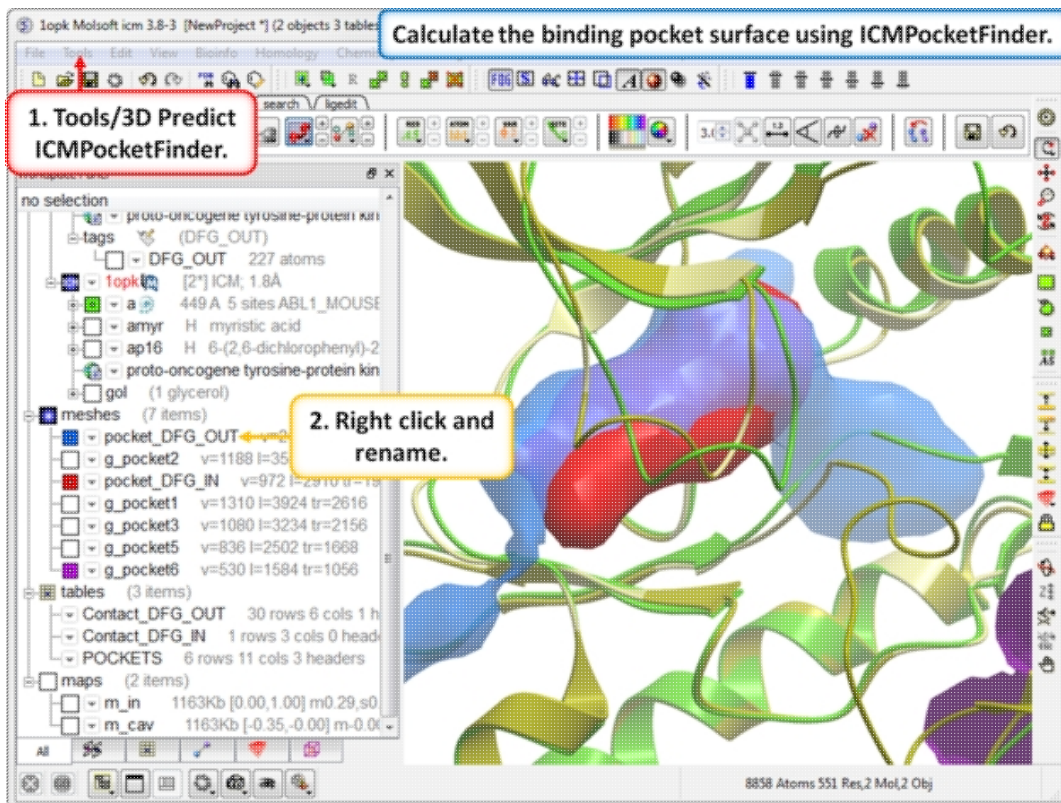 1opk Molsoft icm 3.8-3 [NewProject *] (2 objects 3 tables
Calculate the binding pocket surface using ICMPocketFinder.
File Tools Edit View Bioinfo Homology
1. Tools/3D Predict
ICMPocketFinder.
search ligedit
no selection
proto-oncogene tyrosine-protein kin
tags (DFG_OUT)
DFG_OUT 227 atoms
1opk [2*] ICM; 1.8Å
a 449 A 5 sites ABL1_MOUSE
amyr H myristic acid
ap16 H 6-(2,6-dichlorophenyl)-2
proto-oncogene tyrosine-protein kin
gol (1 glycerol)
meshes (7 items)
2. Right click and
rename.
pocket_DFG_OUT
g_pocket2 v=1188 l=35
pocket_DFG_IN v=972 l=2910 tr=19
g_pocket1 v=1310 l=3924 tr=2616
g_pocket3 v=1080 l=3234 tr=2156
g_pocket5 v=836 l=2502 tr=1668
g_pocket6 v=530 l=1584 tr=1056
tables (3 items)
Contact_DFG_OUT 30 rows 6 cols 1 h
Contact_DFG_IN 1 rows 3 cols 0 head
POCKETS 6 rows 11 cols 3 headers
maps (2 items)
m_in 1163Kb [0.00,1.00] m0.29,s0
m_cav 1163Kb [-0.35,-0.00] m-0.00
All
8858 Atoms 551 Res,2 Mol,2 Obj